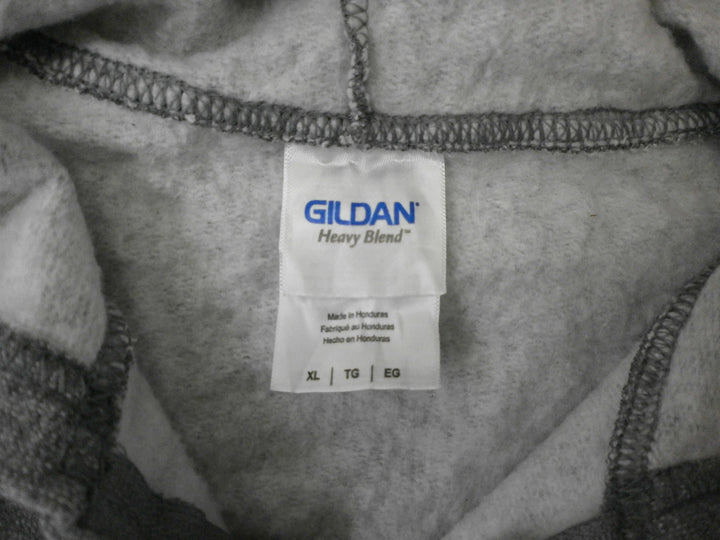 GILDAN®
Heavy Blend™
Made in Honduras
Fabriqué au Honduras
Hecho en Honduras
XL | TG | EG